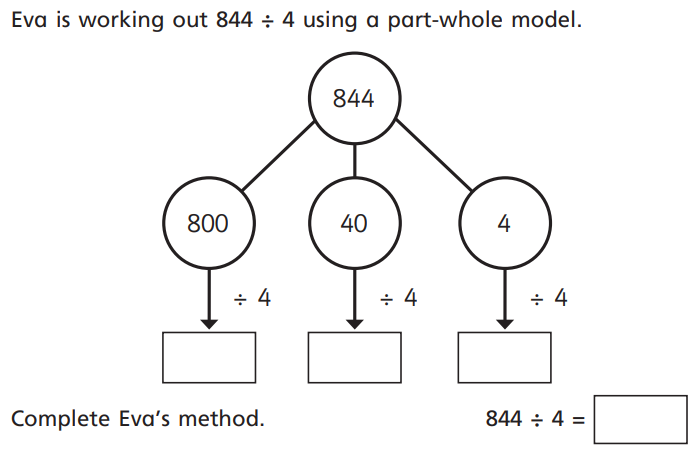 Eva is working out 844 ÷ 4 using a part-whole model.
844
800 40 4
÷ 4 ÷ 4 ÷ 4
Complete Eva's method. 844 ÷ 4 =